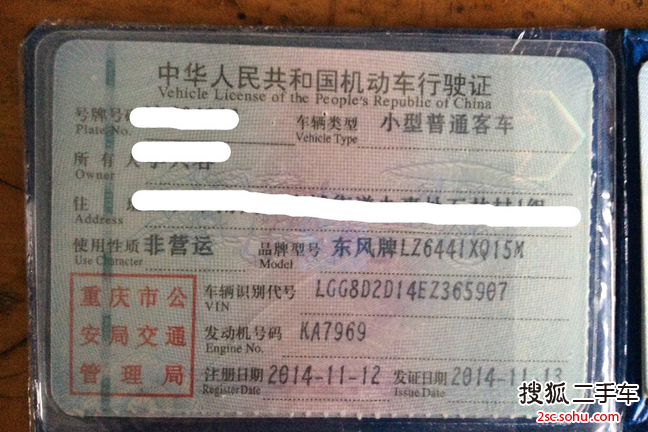 中华人民共和国机动车行驶证
Vehicle License of the People's Republic of China
号牌号
Plate No.
车辆类型 小型普通客车
Vehicle Type
所有人
Owner
住
Address
使用性质 非营运
Use Character
品牌型号 东风牌LZ6441XQ15M
Model
重庆市公
安局交通
管理局
车辆识别代号 LGG8D2D14EZ365907
VIN
发动机号码 KA7969
Engine No.
注册日期 2014-11-12
Register Date
发证日期 2014-11-13
Issue Date
搜狐二手车
2sc.sohu.com